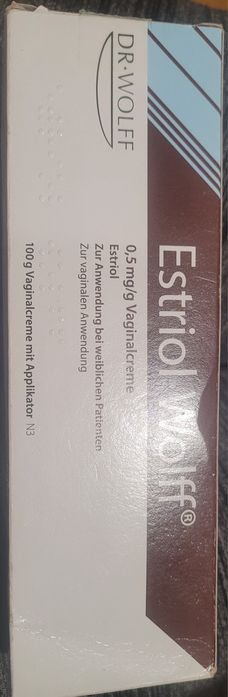 DR·WOLFF
Estriol Wolff®
0,5 mg/g Vaginalcreme
Estriol
Zur Anwendung bei weiblichen Patienten
Zur vaginalen Anwendung
100 g Vaginalcreme mit Applikator N3